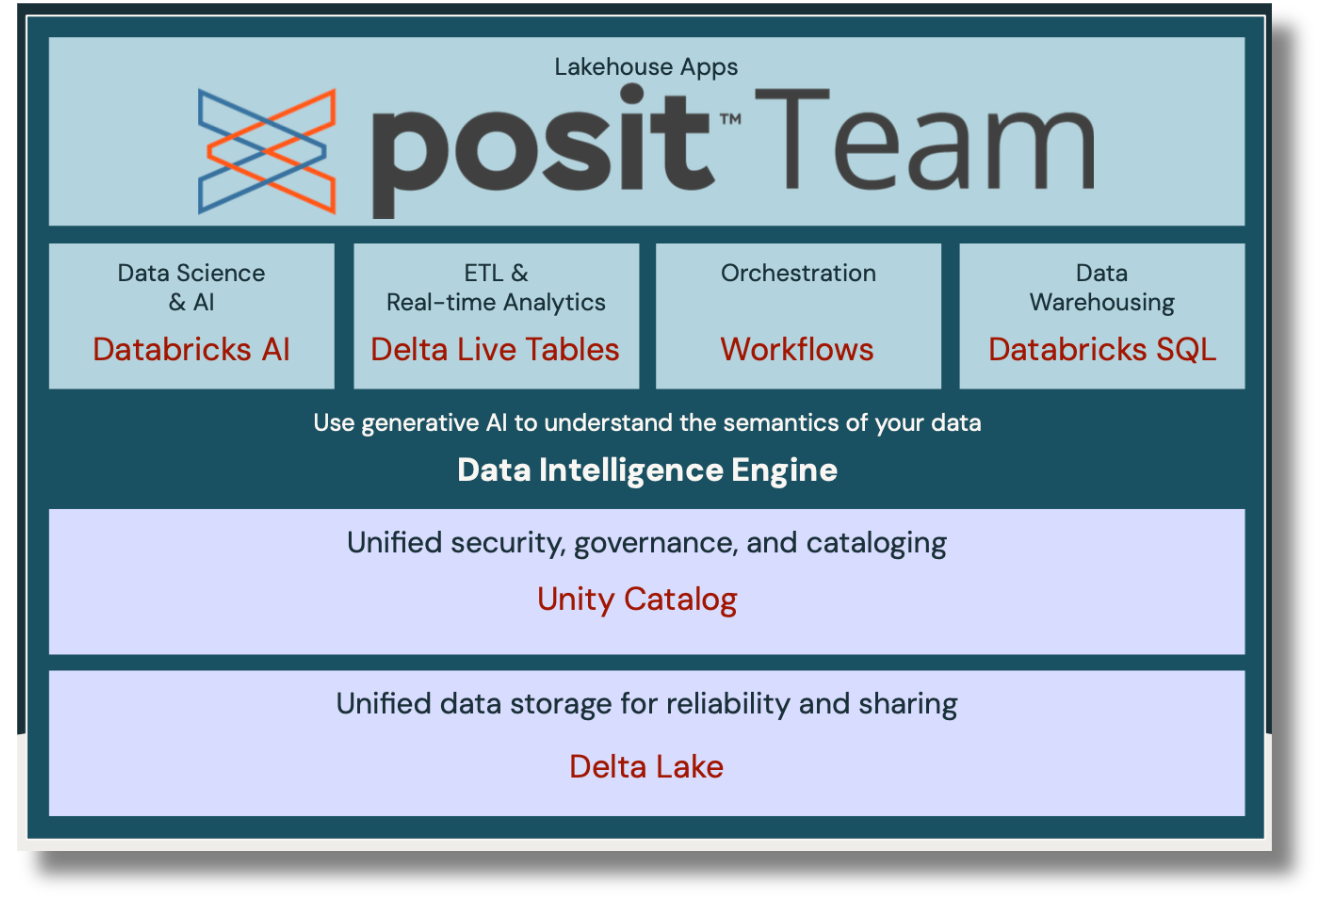 Lakehouse Apps
posit™ Team
Data Science
& AI
Databricks AI
ETL &
Real-time Analytics
Delta Live Tables
Orchestration
Workflows
Data
Warehousing
Databricks SQL
Use generative AI to understand the semantics of your data
Data Intelligence Engine
Unified security, governance, and cataloging
Unity Catalog
Unified data storage for reliability and sharing
Delta Lake